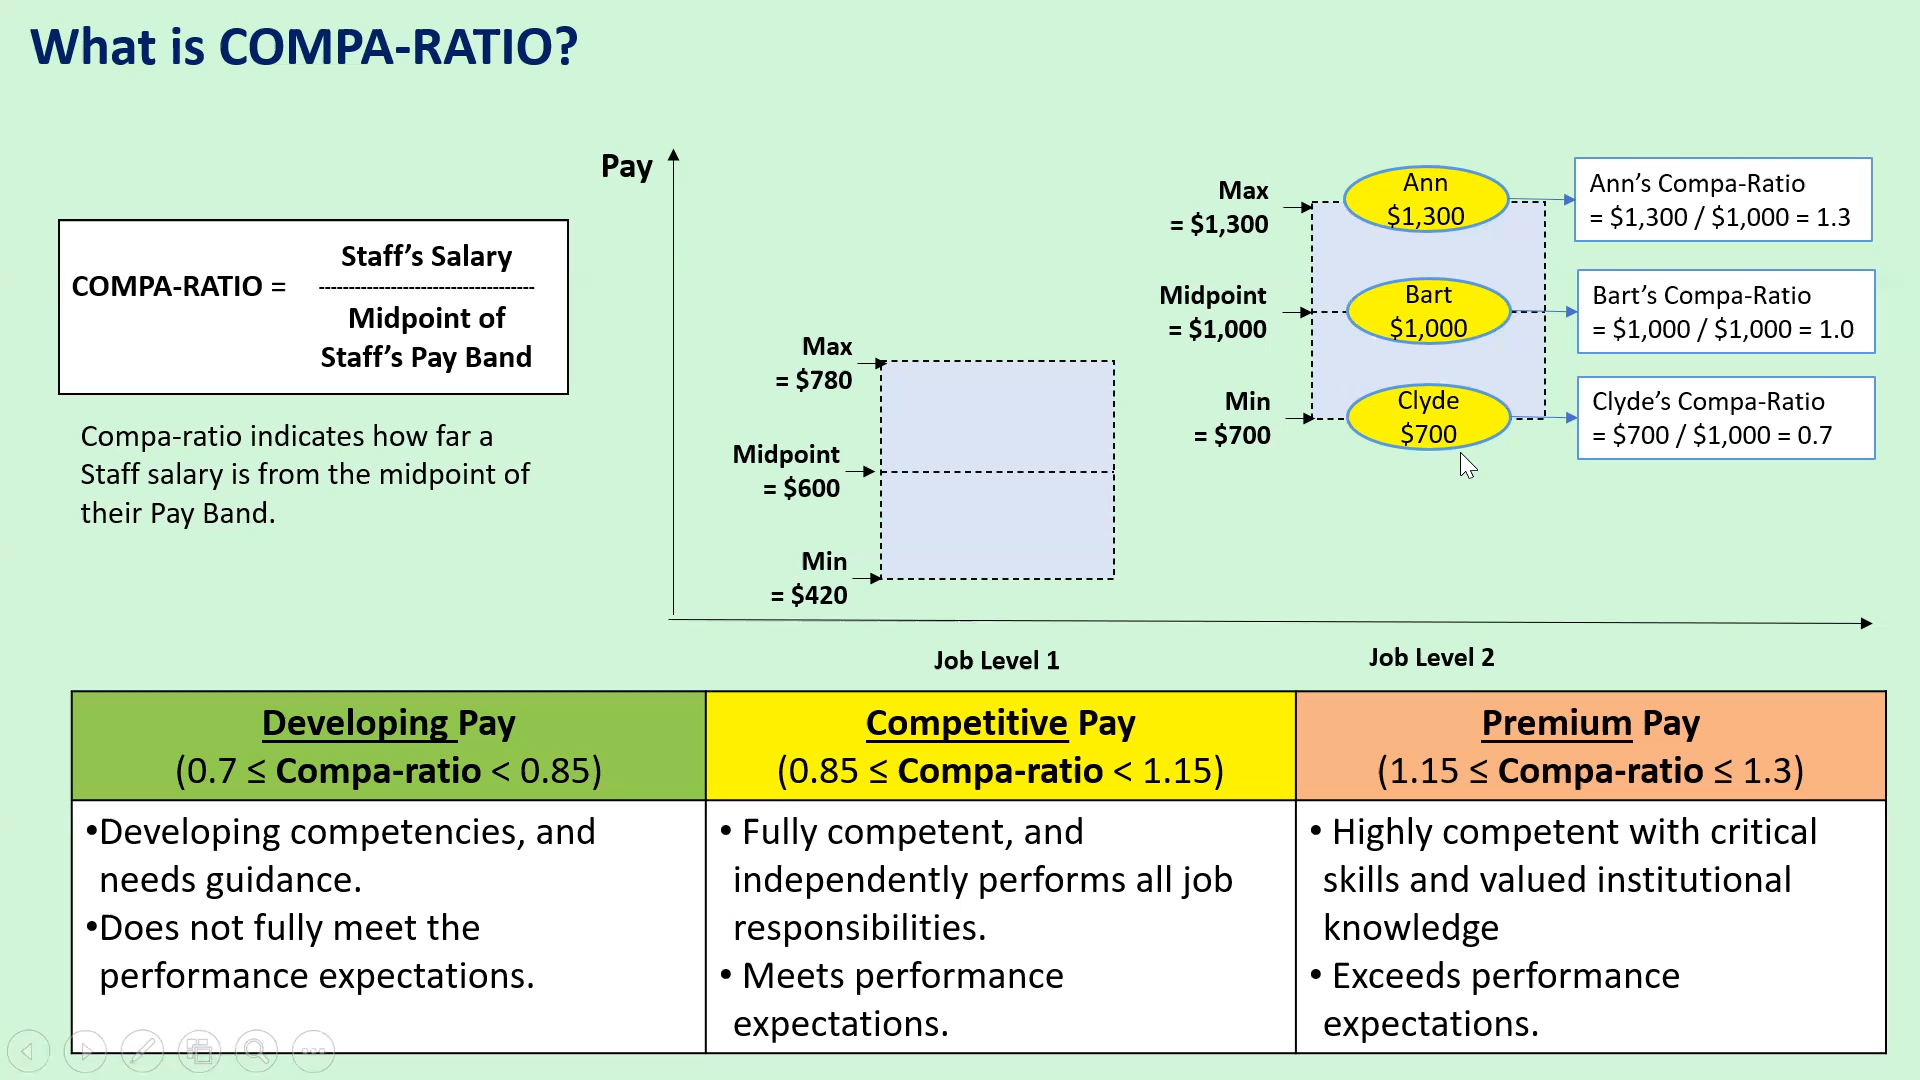 What is COMPA-RATIO?
COMPA-RATIO =
Staff's Salary
------------------------------------
Midpoint of
Staff's Pay Band
Compa-ratio indicates how far a
Staff salary is from the midpoint of
their Pay Band.
Pay
Max
= $780
Midpoint
= $600
Min
= $420
Job Level 1
Max
= $1,300
Midpoint
= $1,000
Min
= $700
Ann
$1,300
Bart
$1,000
Clyde
$700
Job Level 2
Ann's Compa-Ratio
= $1,300 / $1,000 = 1.3
Bart's Compa-Ratio
= $1,000 / $1,000 = 1.0
Clyde's Compa-Ratio
= $700 / $1,000 = 0.7
Developing Pay
(0.7 ≤ Compa-ratio < 0.85)
•Developing competencies, and
needs guidance.
•Does not fully meet the
performance expectations.
Competitive Pay
(0.85 ≤ Compa-ratio < 1.15)
• Fully competent, and
independently performs all job
responsibilities.
• Meets performance
expectations.
Premium Pay
(1.15 ≤ Compa-ratio ≤ 1.3)
• Highly competent with critical
skills and valued institutional
knowledge
• Exceeds performance
expectations.